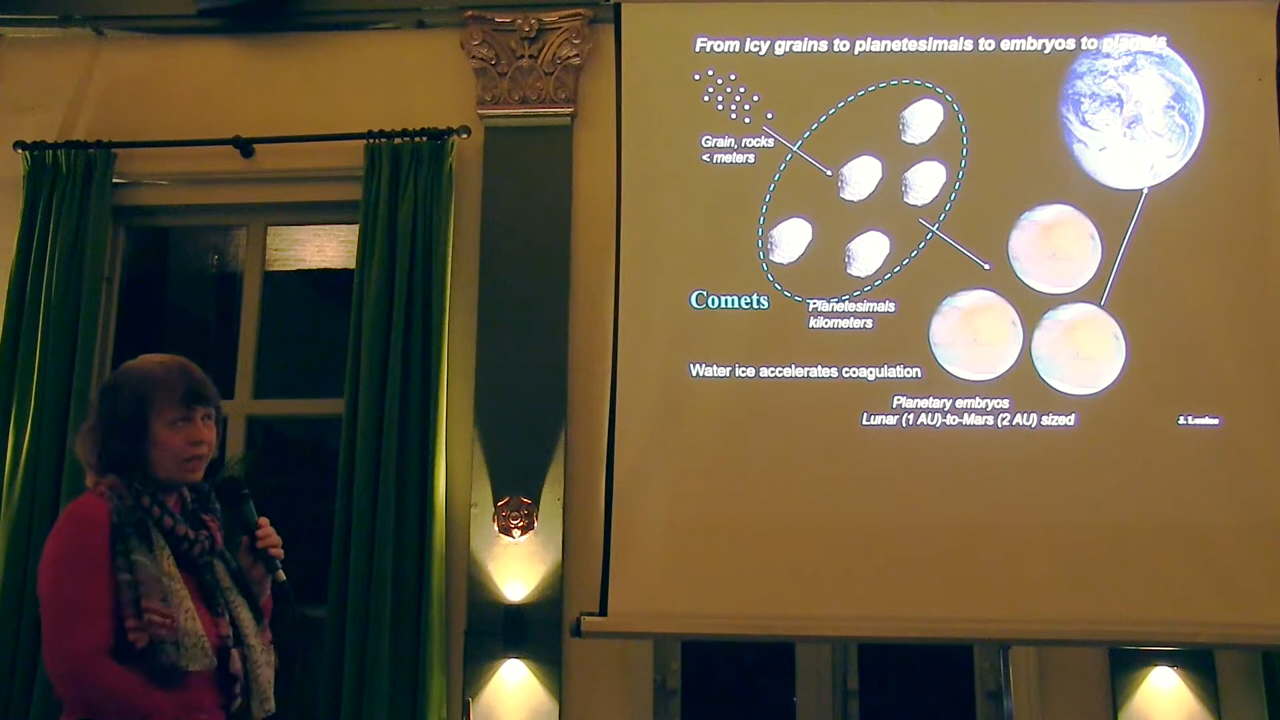 From icy grains to planetesimals to embryos to planets
Grain, rocks
< meters
Comets
Planetesimals
kilometers
Water ice accelerates coagulation
Planetary embryos
Lunar (1 AU)-to-Mars (2 AU) sized
J. Lunine